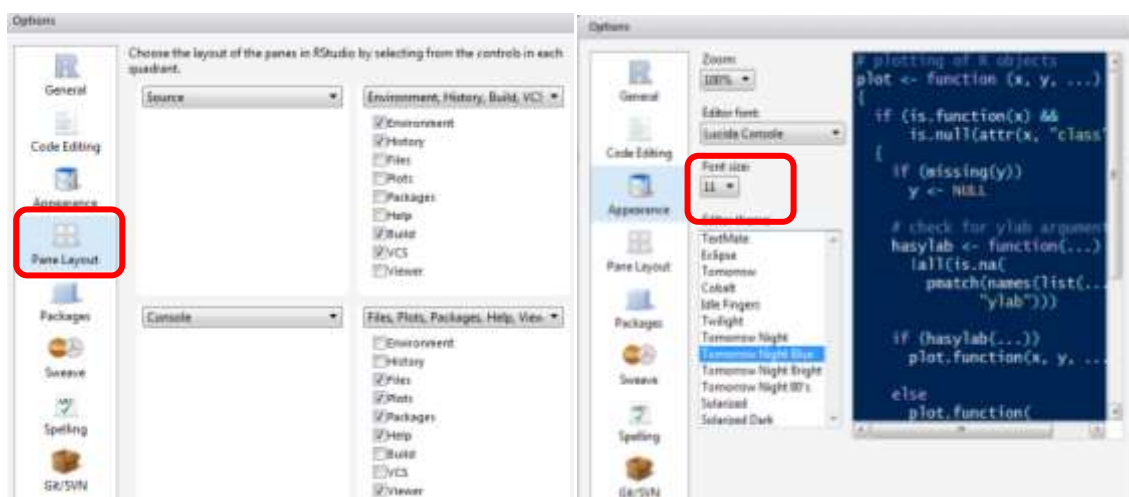 Options
Choose the layout of the panes in RStudio by selecting from the controls in each
quadrant.
General
Code Editing
Appearance
Pane Layout
Packages
Sweave
Spelling
Git/SVN
Source
Environment, History, Build, VCS
Environment
History
Files
Plots
Packages
Help
Build
VCS
Viewer
Console
Files, Plots, Packages, Help, View
Environment
History
Files
Plots
Packages
Help
Build
VCS
Viewer
Options
General
Code Editing
Appearance
Pane Layout
Packages
Sweave
Spelling
Git/SVN
Zoom:
100%
Editor font:
Lucida Console
Font size:
11
Editor theme:
TextMate
Eclipse
Tomorrow
Cobalt
Idle Fingers
Twilight
Tomorrow Night
Tomorrow Night Blue
Tomorrow Night Bright
Tomorrow Night 80's
Solarized
Solarized Dark
# plotting of R objects
plot <- function (x, y, ...)
{
if (is.function(x) &&
is.null(attr(x, "class"
{
if (missing(y))
y <- NULL
# check for ylab argument
hasylab <- function(...)
!all(is.na(
pmatch(names(list(...
"ylab")))
if (hasylab(...))
plot.function(x, y, ...
else
plot.function(